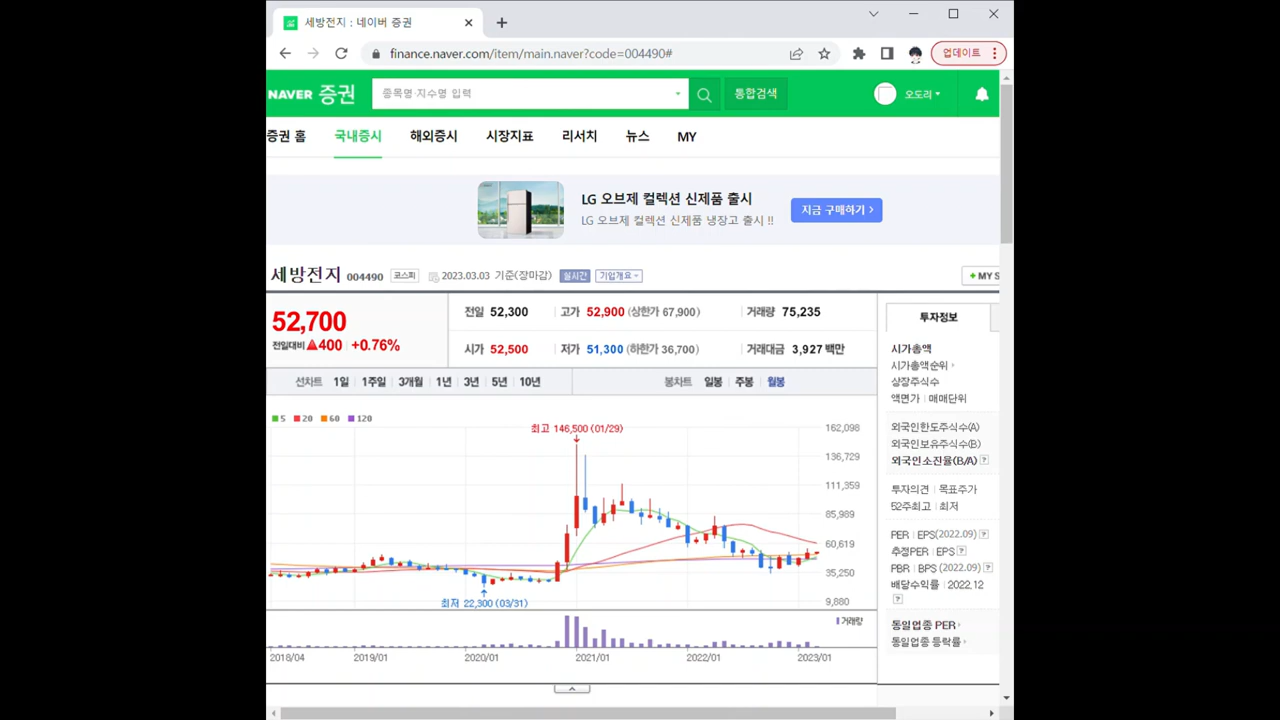 세방전지 : 네이버 증권
finance.naver.com/item/main.naver?code=004490#
업데이트
NAVER 증권
종목명·지수명 입력
통합검색
오도리
증권 홈 국내증시 해외증시 시장지표 리서치 뉴스 MY
LG 오브제 컬렉션 신제품 출시
LG 오브제 컬렉션 신제품 냉장고 출시 !!
지금 구매하기 >
세방전지 004490 코스피 2023.03.03 기준(장마감) 실시간 기업개요
+ MY S
52,700
전일대비 ▲400 +0.76%
전일 52,300 고가 52,900 (상한가 67,900) 거래량 75,235
시가 52,500 저가 51,300 (하한가 36,700) 거래대금 3,927 백만
선차트 1일 1주일 3개월 1년 3년 5년 10년
봉차트 일봉 주봉 월봉
5 20 60 120
최고 146,500 (01/29)
162,098
136,729
111,359
85,989
60,619
35,250
9,880
최저 22,300 (03/31)
거래량
2018/04 2019/01 2020/01 2021/01 2022/01 2023/01
투자정보
시가총액
시가총액순위
상장주식수
액면가 매매단위
외국인한도주식수(A)
외국인보유주식수(B)
외국인소진율(B/A) ?
투자의견 목표주가
52주최고 최저
PER EPS(2022.09) ?
추정PER EPS ?
PBR BPS (2022.09) ?
배당수익률 2022.12
?
동일업종 PER
동일업종 등락률